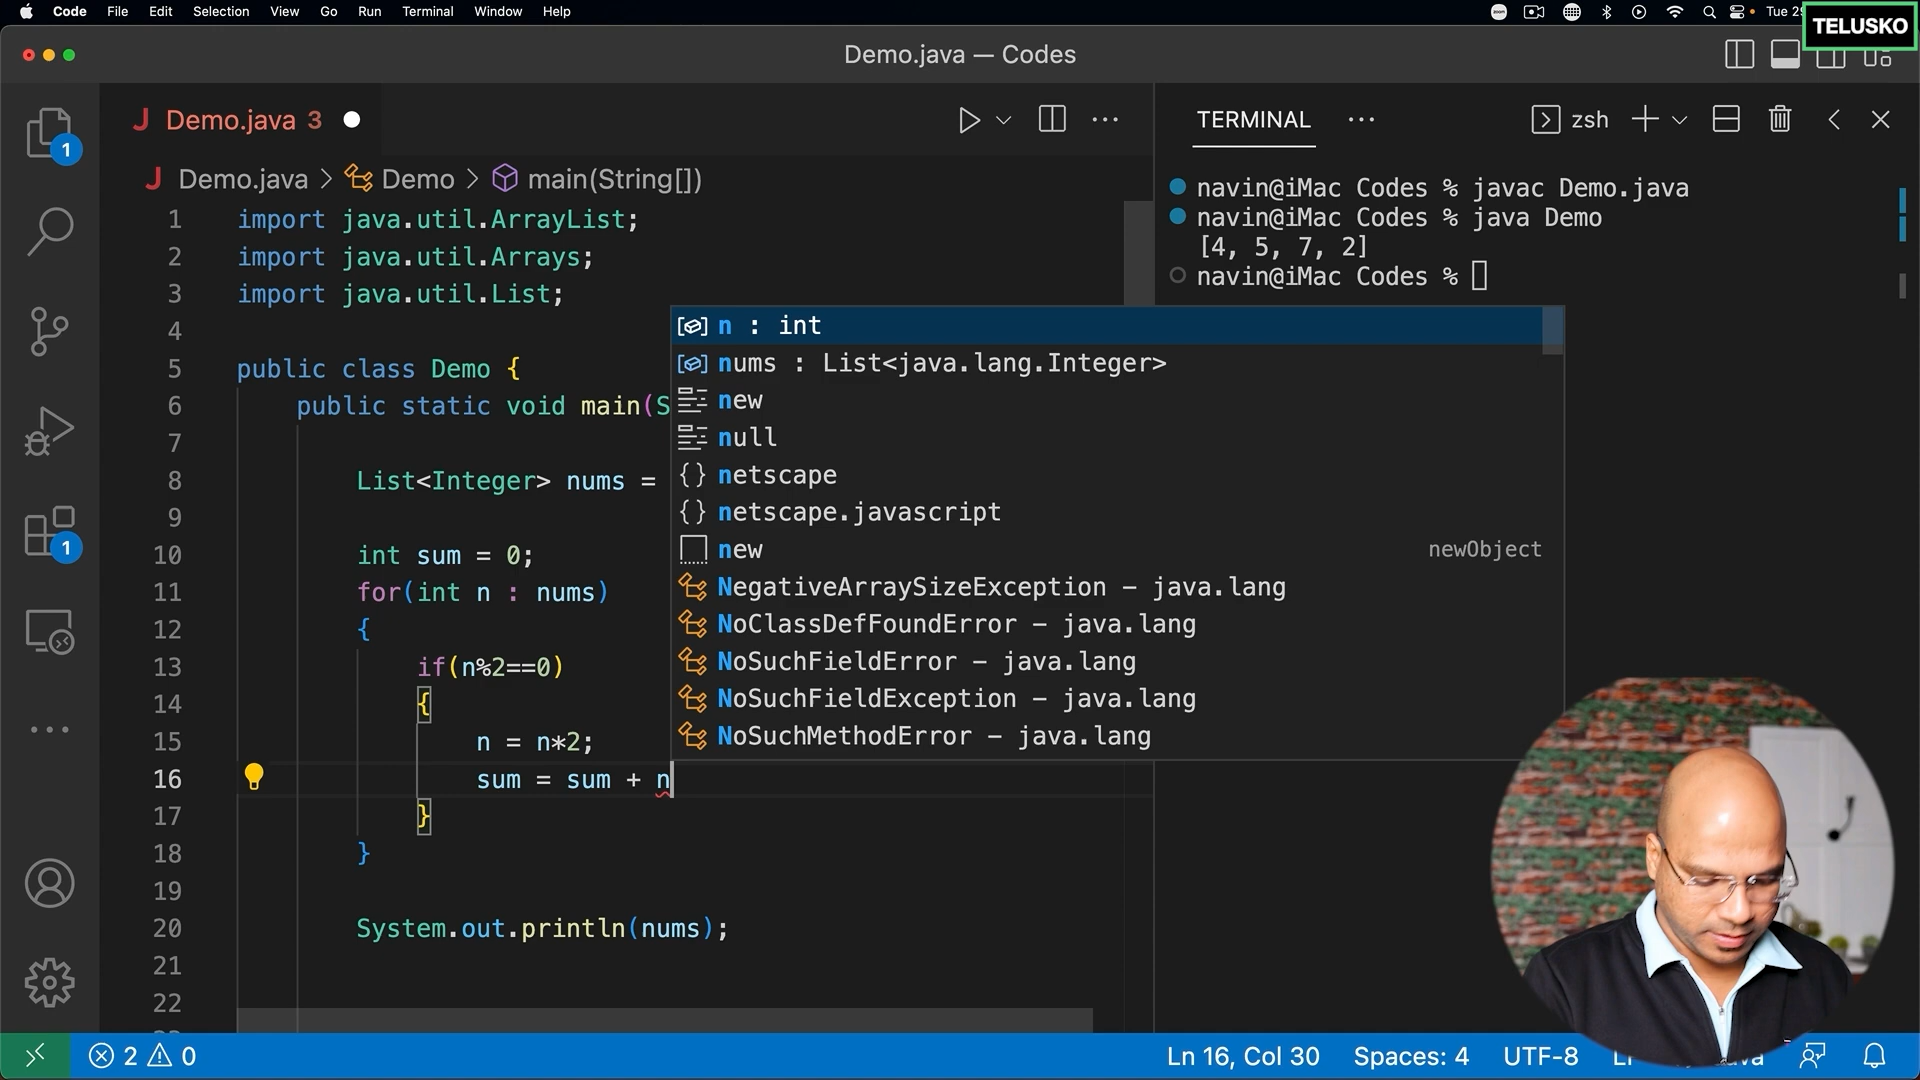 Code File Edit Selection View Go Run Terminal Window Help
zoom
Tue 2
TELUSKO
Demo.java — Codes
Demo.java 3
Demo.java > Demo > main(String[])
1 import java.util.ArrayList;
2 import java.util.Arrays;
3 import java.util.List;
4
5 public class Demo {
6 public static void main(S
7
8 List<Integer> nums =
9
10 int sum = 0;
11 for(int n : nums)
12 {
13 if(n%2==0)
14 {
15 n = n*2;
16 sum = sum + n
17 }
18 }
19
20 System.out.println(nums);
21
22
n : int
nums : List<java.lang.Integer>
new
null
netscape
netscape.javascript
new newObject
NegativeArraySizeException – java.lang
NoClassDefFoundError – java.lang
NoSuchFieldError – java.lang
NoSuchFieldException – java.lang
NoSuchMethodError – java.lang
TERMINAL
zsh
navin@iMac Codes % javac Demo.java
navin@iMac Codes % java Demo
[4, 5, 7, 2]
navin@iMac Codes %
1
1
2 0
Ln 16, Col 30 Spaces: 4 UTF-8